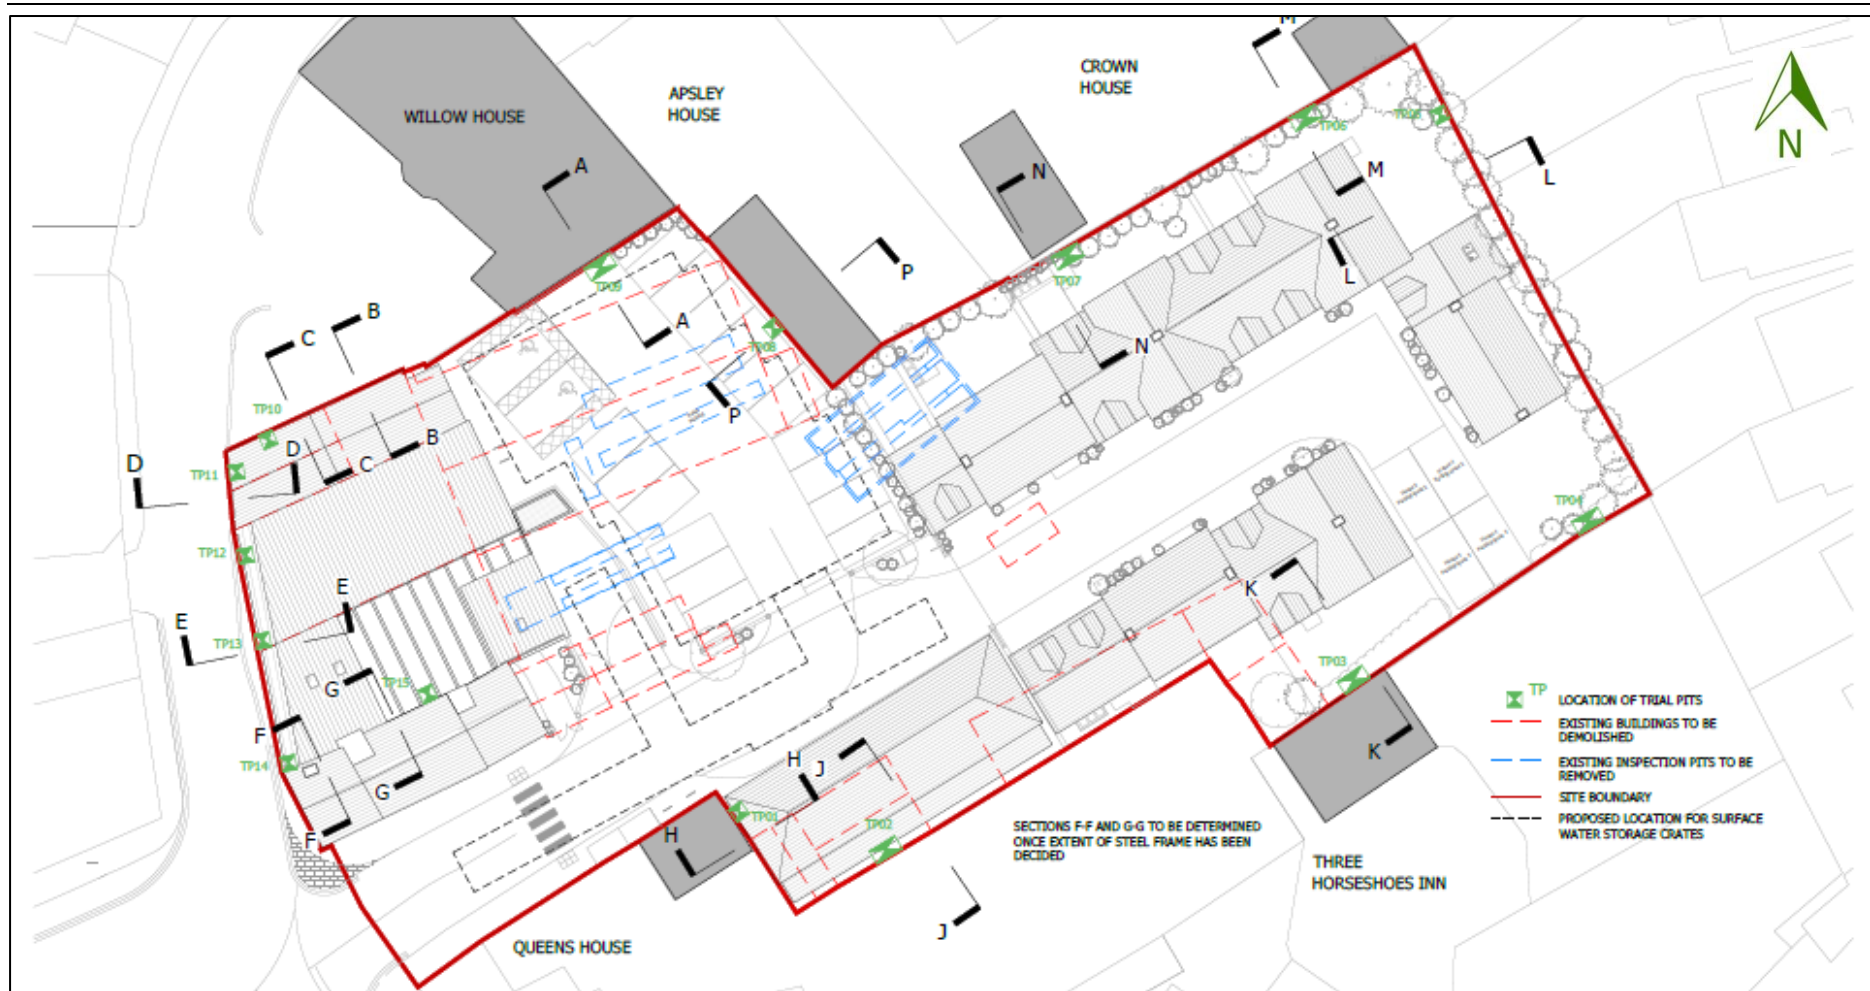 M
CROWN
HOUSE
APSLEY
HOUSE
WILLOW HOUSE
TP06
TP05
N
A
N
M
L
P
L
TP07
TP09
TP08
A
B
C
N
P
TP10
B
D
C
D
TP11
TP04
TP12
E
K
E
TP13
G
TP15
TP03
F
TP14
H
J
G
K
TP01
TP02
F
H
J
QUEENS HOUSE
SECTIONS F-F AND G-G TO BE DETERMINED
ONCE EXTENT OF STEEL FRAME HAS BEEN
DECIDED
THREE
HORSESHOES INN
TP LOCATION OF TRIAL PITS
EXISTING BUILDINGS TO BE
DEMOLISHED
EXISTING INSPECTION PITS TO BE
REMOVED
SITE BOUNDARY
PROPOSED LOCATION FOR SURFACE
WATER STORAGE CRATES